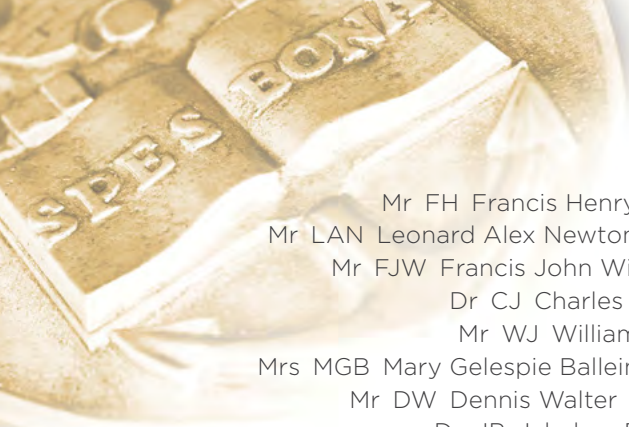 SPES BONA
Mr FH Francis Henry
Mr LAN Leonard Alex Newton
Mr FJW Francis John
Dr CJ Charles
Mr WJ William
Mrs MGB Mary Gelespie
Mr DW Dennis Walter